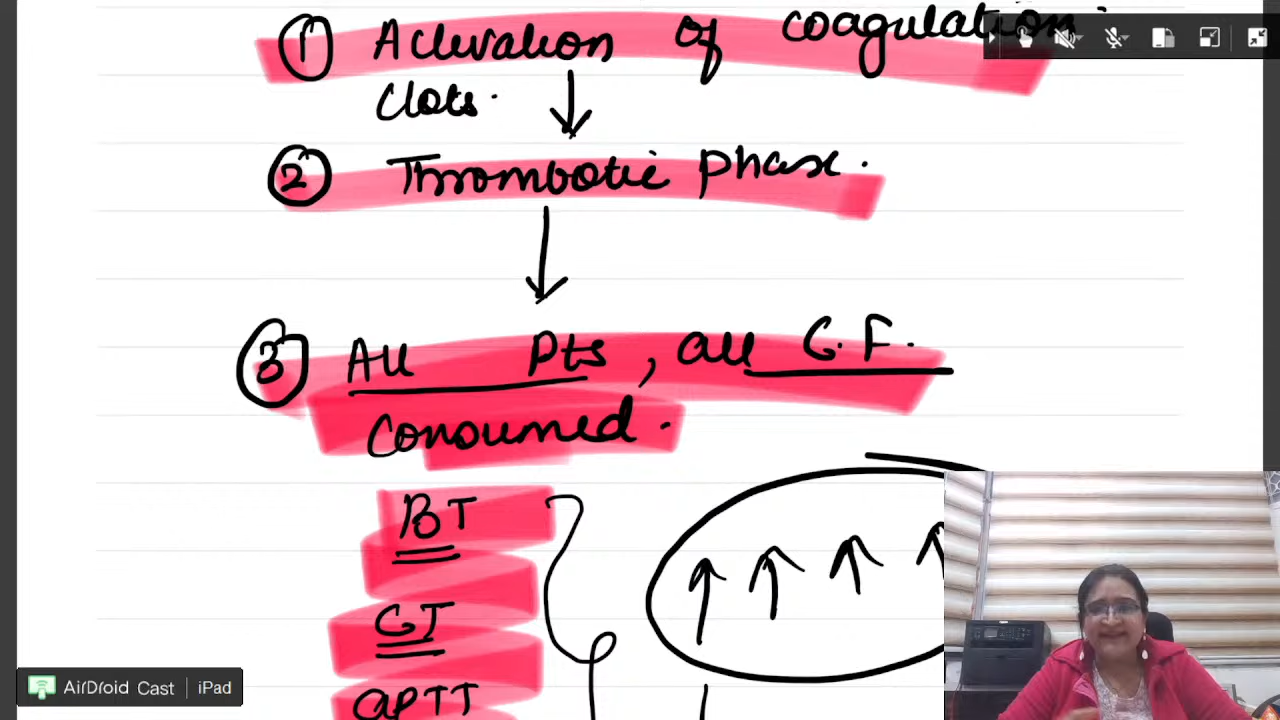 ① Activation of coagulation.
Clots.
② Thrombotic phase.
③ All Pts, all C.F.
Consumed.
BT
CT
aPTT
AirDroid Cast | iPad